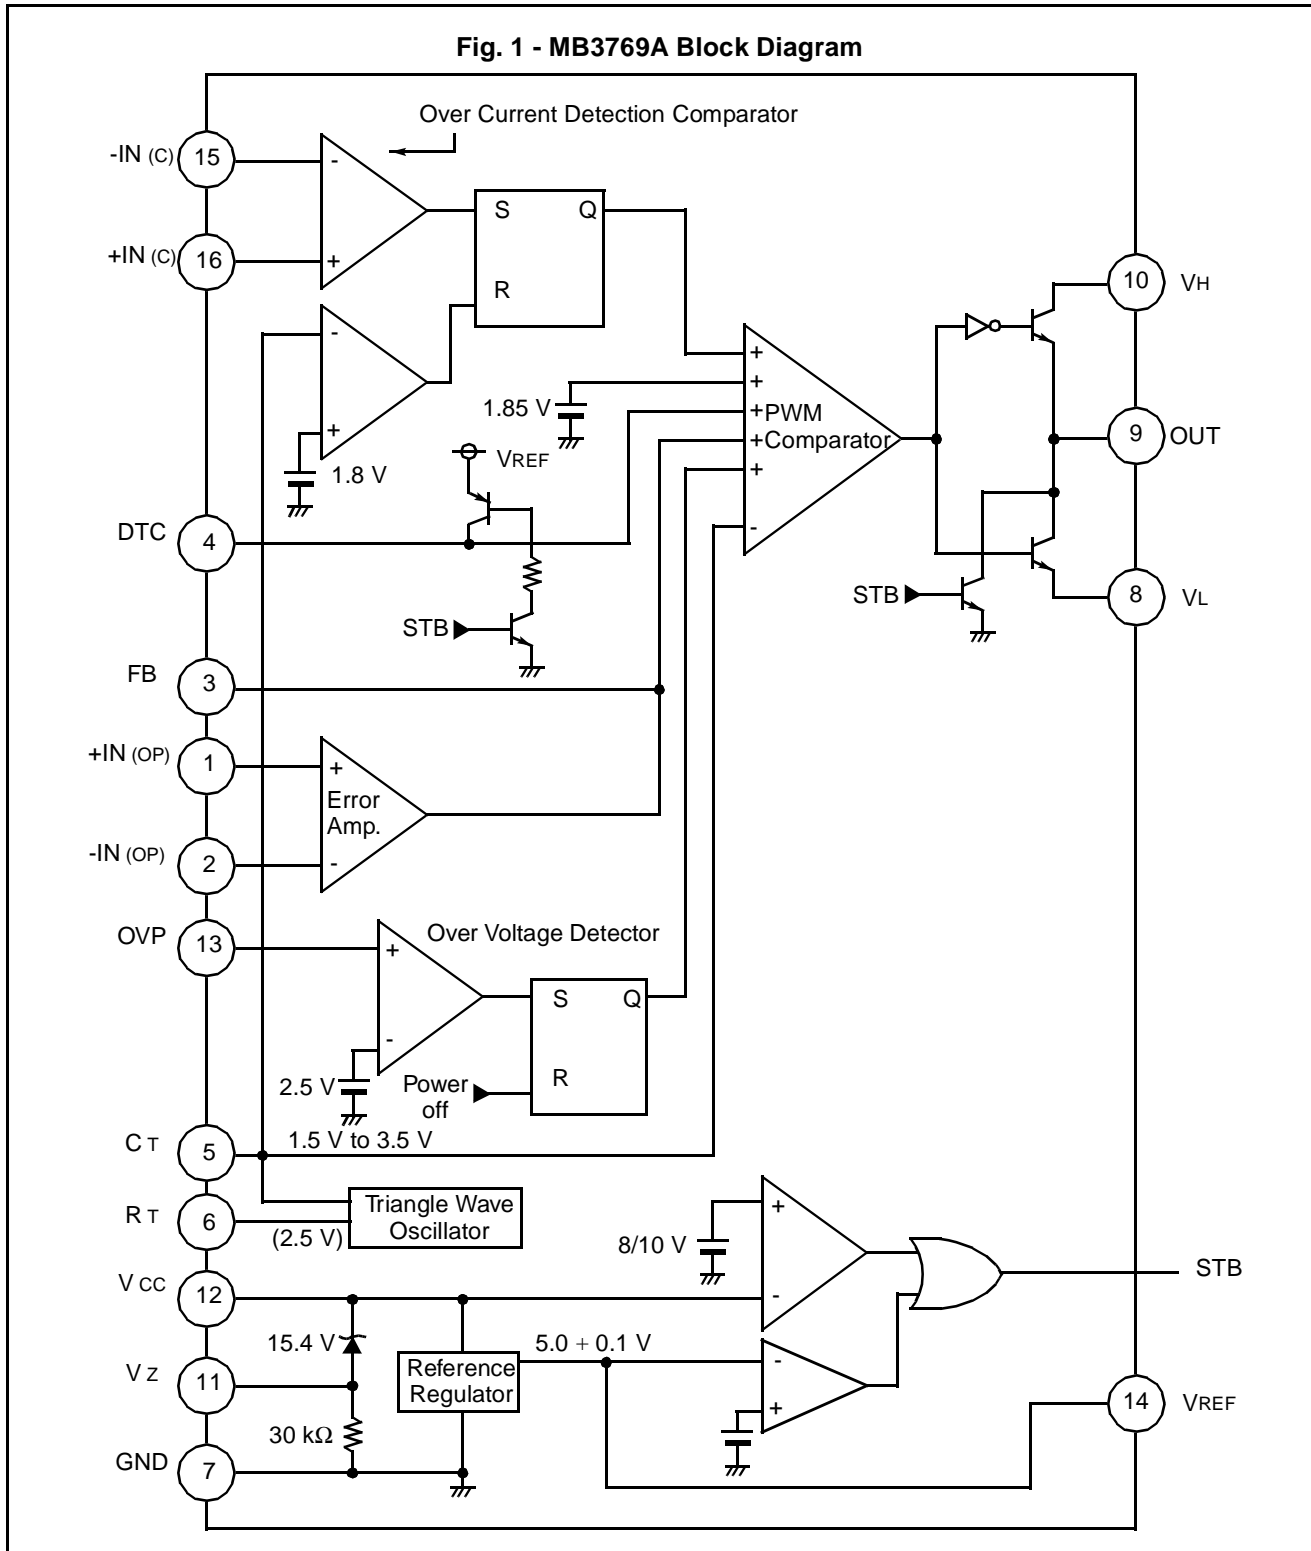 Fig. 1 - MB3769A Block Diagram
Over Current Detection Comparator
-IN (C)
15
-
S
Q
+IN (C)
16
+
R
10
VH
-
+
+
1.85 V
+
PWM
+
Comparator
+
9
OUT
+
1.8 V
VREF
-
DTC
4
STB
8
VL
STB
FB
3
+IN (OP)
1
+
Error
Amp.
-IN (OP)
2
-
OVP
13
+
Over Voltage Detector
S
Q
-
2.5 V
Power
off
R
CT
5
1.5 V to 3.5 V
RT
6
(2.5 V)
Triangle Wave
Oscillator
+
8/10 V
STB
VCC
12
-
15.4 V
5.0 + 0.1 V
-
VZ
11
Reference
Regulator
+
14
VREF
30 kΩ
GND
7